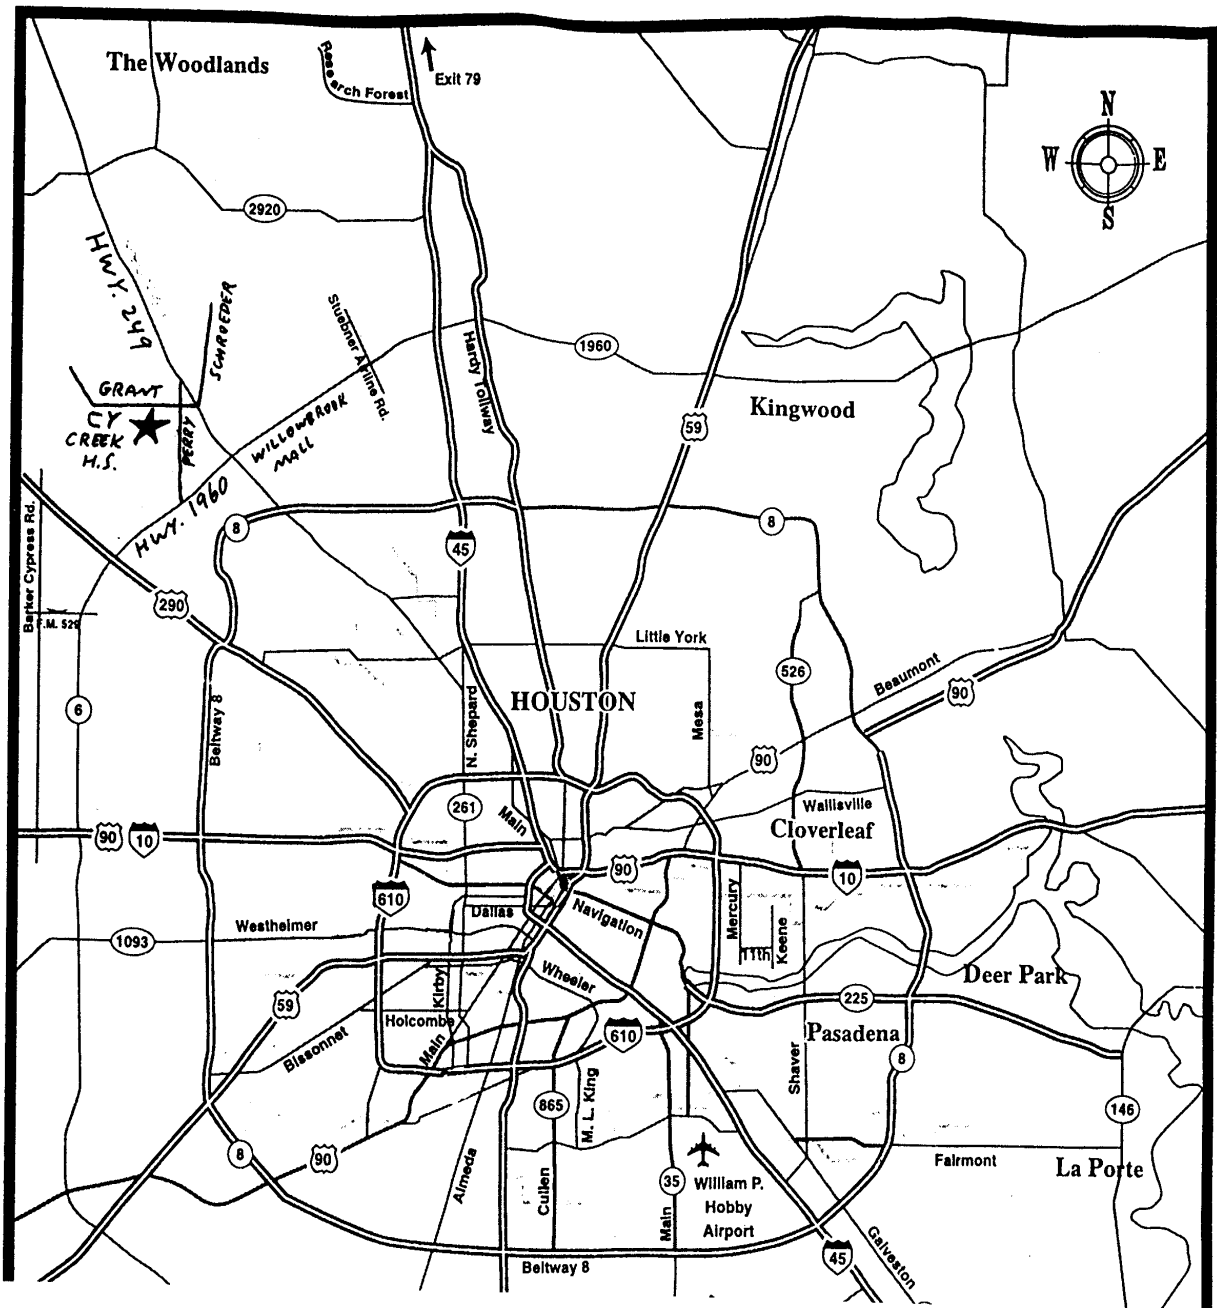 The Woodlands
Research Forest
Exit 79
N
W E
S
2920
HWY. 249
SCHROEDER
Stuebner Airline Rd.
Hardy Tollway
1960
GRANT
CY
CREEK
H.S.
PERRY
WILLOWBROOK
MALL
59
Kingwood
HWY. 1960
Barker Cypress Rd.
8
8
45
290
F.M. 529
Little York
526
Beaumont
90
6
Beltway 8
HOUSTON
N. Shepard
Mesa
90
261
Main
Wallisville
Cloverleaf
90
10
90
10
610
Dallas
Navigation
Mercury
11th
Keene
Westheimer
1093
Kirby
Wheeler
Deer Park
59
Bissonnet
Holcombe
Main
610
225
Pasadena
8
Shaver
865
M. L. King
146
8
90
Almeda
Cullen
35
Main
William P.
Hobby
Airport
Fairmont
La Porte
Galveston
45
Beltway 8